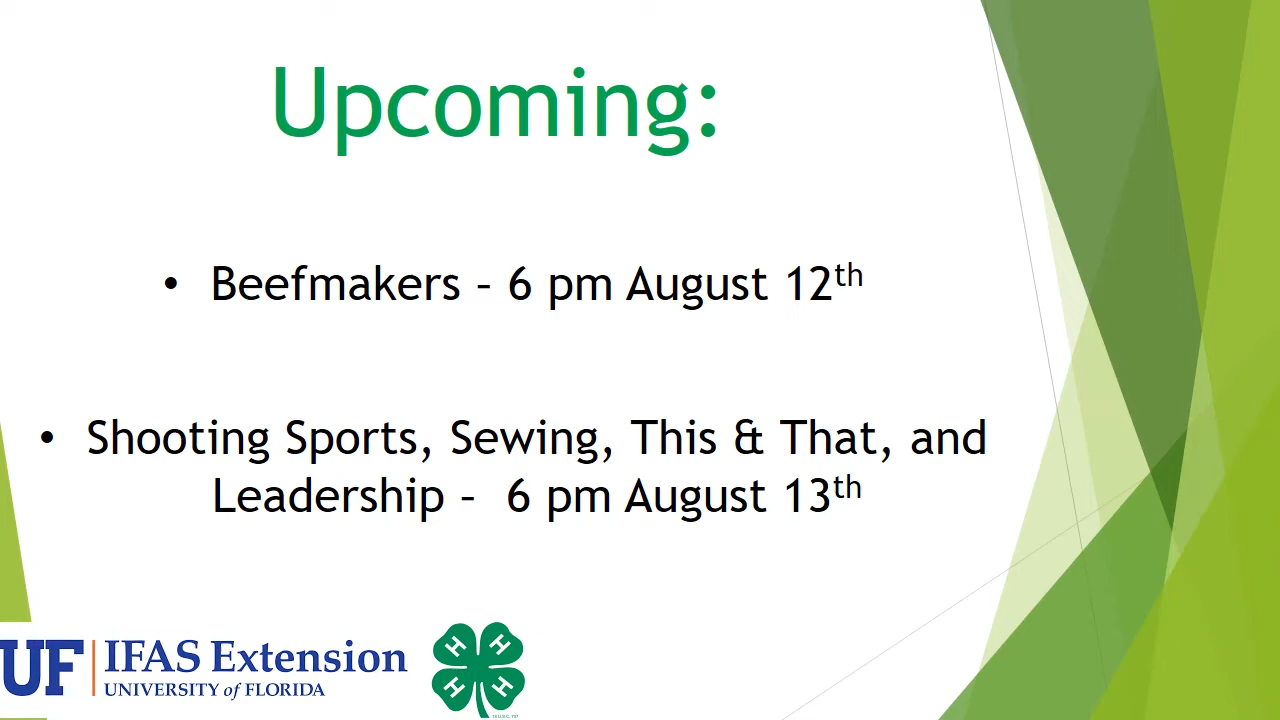 Upcoming:
• Beefmakers – 6 pm August 12th
• Shooting Sports, Sewing, This & That, and
Leadership –  6 pm August 13th
UF | IFAS Extension
UNIVERSITY of FLORIDA
H H
H H